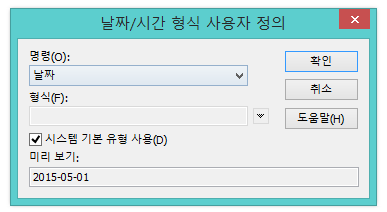 날짜/시간 형식 사용자 정의
명령(O):
날짜
확인
취소
형식(F):
도움말(H)
시스템 기본 유형 사용(D)
미리 보기:
2015-05-01